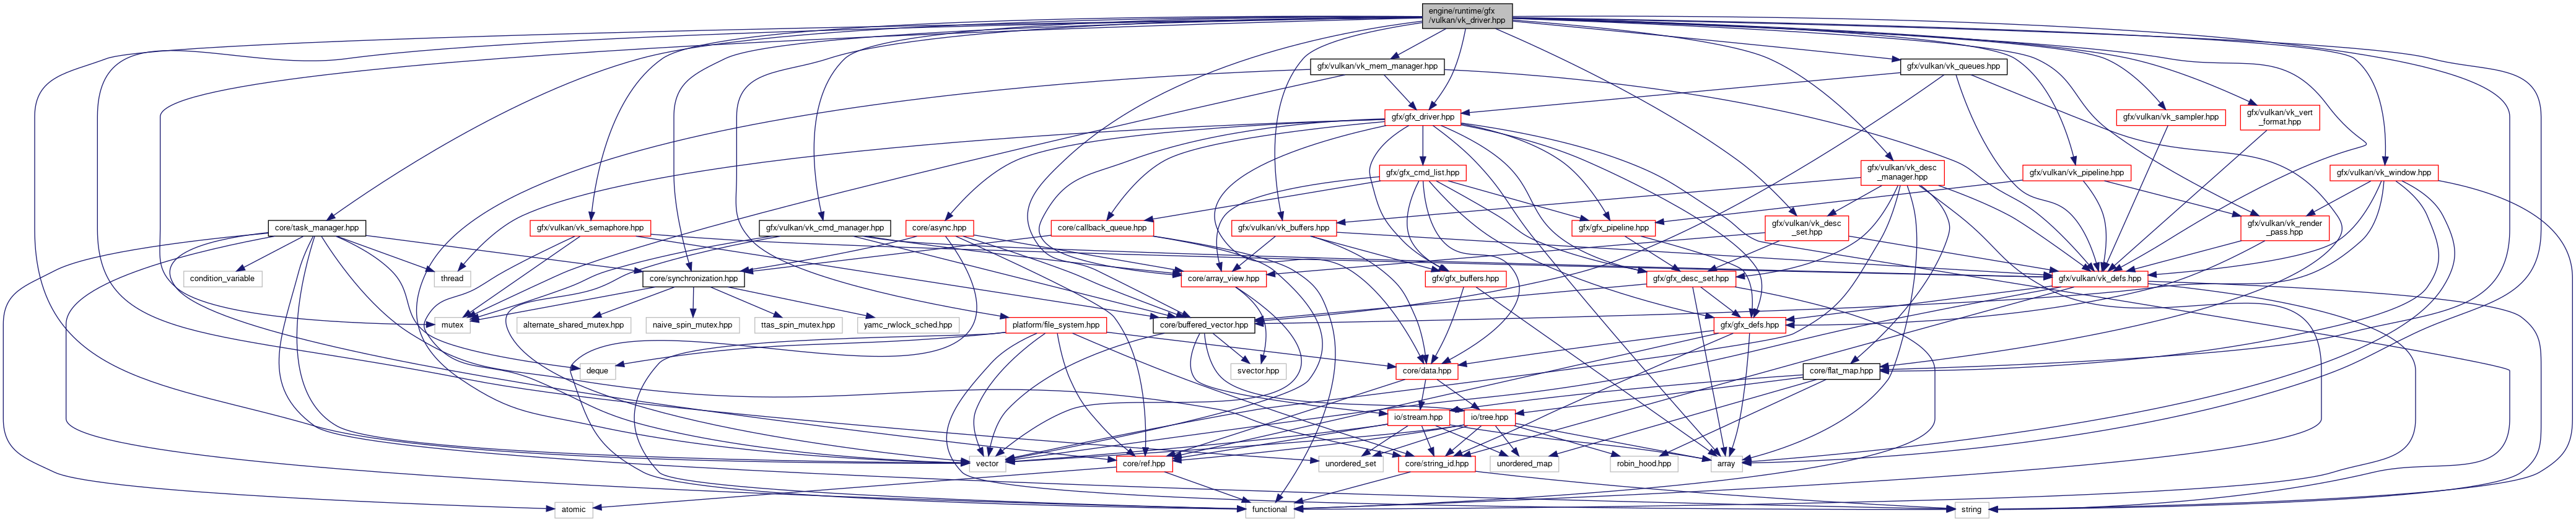 engine/runtime/gfx
/vulkan/vk_driver.hpp
gfx/vulkan/vk_mem_manager.hpp
gfx/vulkan/vk_queues.hpp
gfx/gfx_driver.hpp
gfx/vulkan/vk_sampler.hpp
gfx/vulkan/vk_vert
_format.hpp
gfx/gfx_cmd_list.hpp
gfx/vulkan/vk_desc
_manager.hpp
gfx/vulkan/vk_pipeline.hpp
gfx/vulkan/vk_window.hpp
core/task_manager.hpp
gfx/vulkan/vk_semaphore.hpp
gfx/vulkan/vk_cmd_manager.hpp
core/async.hpp
core/callback_queue.hpp
gfx/vulkan/vk_buffers.hpp
gfx/gfx_pipeline.hpp
gfx/vulkan/vk_desc
_set.hpp
gfx/vulkan/vk_render
_pass.hpp
condition_variable
thread
core/synchronization.hpp
core/array_view.hpp
gfx/gfx_buffers.hpp
gfx/gfx_desc_set.hpp
gfx/vulkan/vk_defs.hpp
mutex
alternate_shared_mutex.hpp
naive_spin_mutex.hpp
ttas_spin_mutex.hpp
yamc_rwlock_sched.hpp
platform/file_system.hpp
core/buffered_vector.hpp
gfx/gfx_defs.hpp
deque
svector.hpp
core/data.hpp
core/flat_map.hpp
io/stream.hpp
io/tree.hpp
vector
core/ref.hpp
unordered_set
core/string_id.hpp
unordered_map
robin_hood.hpp
array
atomic
functional
string